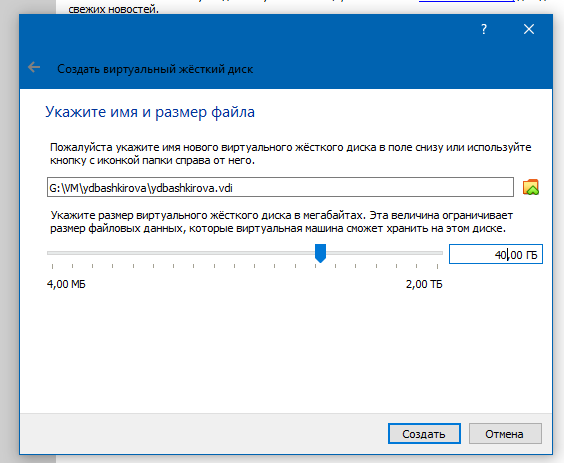 свежих новостей.
?
Создать виртуальный жёсткий диск
Укажите имя и размер файла
Пожалуйста укажите имя нового виртуального жёсткого диска в поле снизу или используйте
кнопку с иконкой папки справа от него.
G:\VM\ydbashkirova\ydbashkirova.vdi
Укажите размер виртуального жёсткого диска в мегабайтах. Эта величина ограничивает
размер файловых данных, которые виртуальная машина сможет хранить на этом диске.
40,00 ГБ
4,00 МБ 2,00 ТБ
Создать Отмена